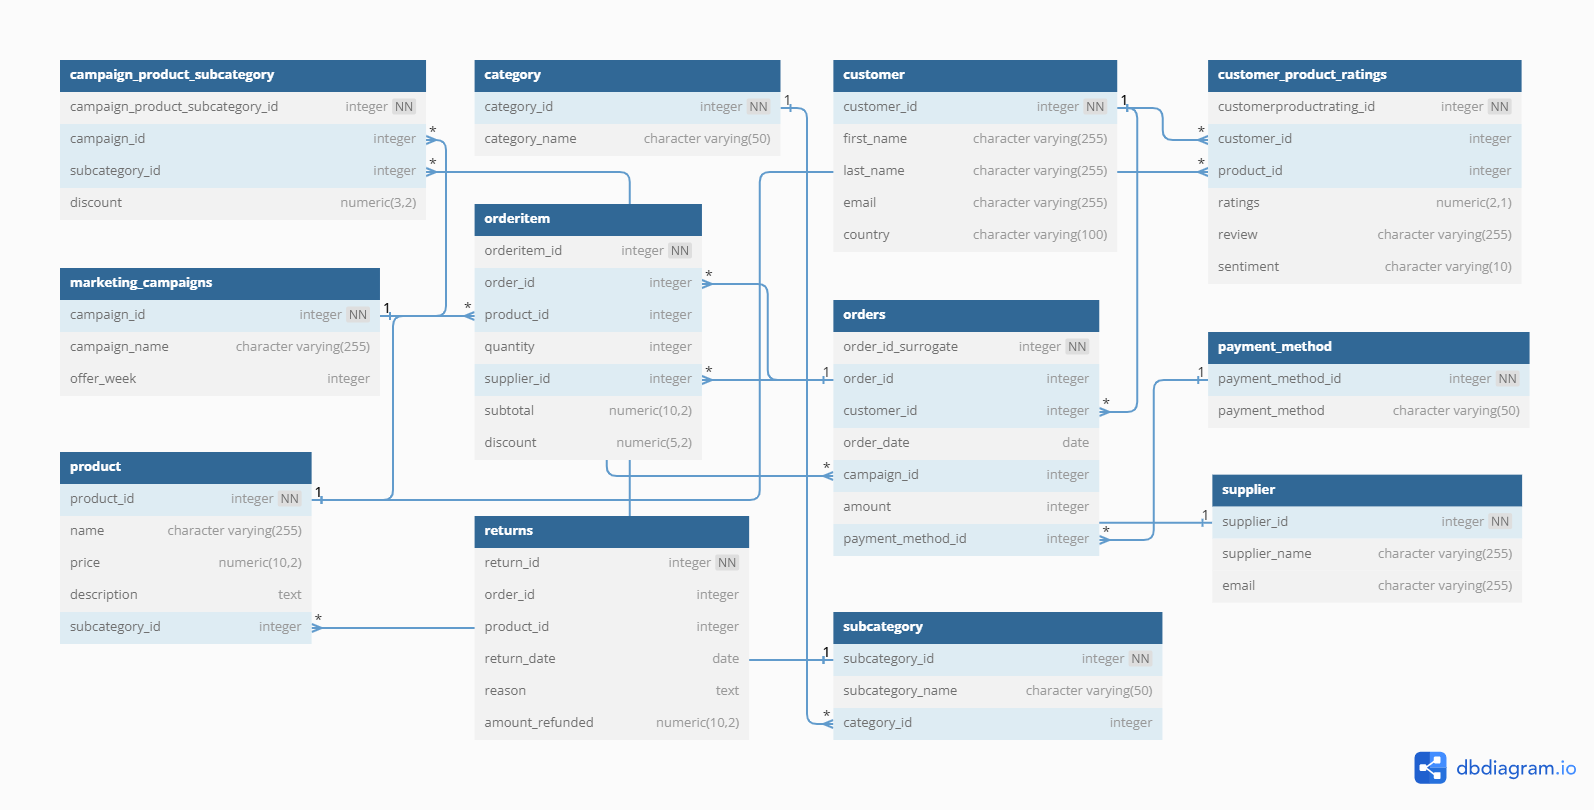 campaign_product_subcategory
campaign_product_subcategory_id integer NN
campaign_id integer
subcategory_id integer
discount numeric(3,2)
*
*
category
category_id integer NN
category_name character varying(50)
1
customer
customer_id integer NN
first_name character varying(255)
last_name character varying(255)
email character varying(255)
country character varying(100)
1
customer_product_ratings
customerproductrating_id integer NN
customer_id integer
product_id integer
ratings numeric(2,1)
review character varying(255)
sentiment character varying(10)
*
*
marketing_campaigns
campaign_id integer NN
campaign_name character varying(255)
offer_week integer
1
orderitem
orderitem_id integer NN
order_id integer
product_id integer
quantity integer
supplier_id integer
subtotal numeric(10,2)
discount numeric(5,2)
*
*
*
orders
order_id_surrogate integer NN
order_id integer
customer_id integer
order_date date
campaign_id integer
amount integer
payment_method_id integer
1
*
*
*
payment_method
payment_method_id integer NN
payment_method character varying(50)
1
product
product_id integer NN
name character varying(255)
price numeric(10,2)
description text
subcategory_id integer
1
*
returns
return_id integer NN
order_id integer
product_id integer
return_date date
reason text
amount_refunded numeric(10,2)
supplier
supplier_id integer NN
supplier_name character varying(255)
email character varying(255)
1
subcategory
subcategory_id integer NN
subcategory_name character varying(50)
category_id integer
1
*
dbdiagram.io